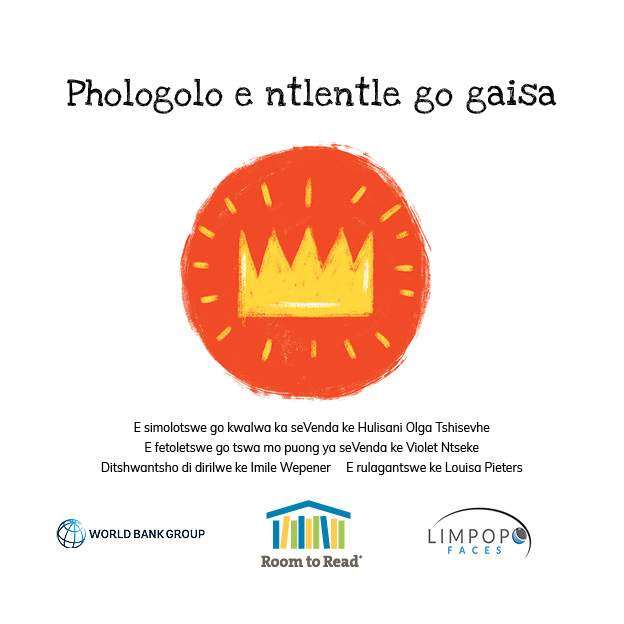 Phologolo e ntlentle go gaisa
E simolotswe go kwalwa ka seVenda ke Hulisani Olga Tshisevhe
E fetoletswe go tswa mo puong ya seVenda ke Violet Ntseke
Ditshwantsho di dirilwe ke Imile Wepener E rulagantswe ke Louisa Pieters
WORLD BANK GROUP
Room to Read®
LIMPOPO
FACES